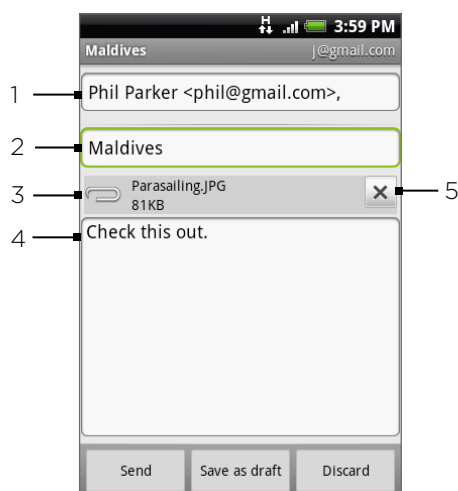 H 3:59 PM
Maldives j@gmail.com
1 Phil Parker <phil@gmail.com>,
2 Maldives
3 Parasailing.JPG 5
81KB
4 Check this out.
Send Save as draft Discard